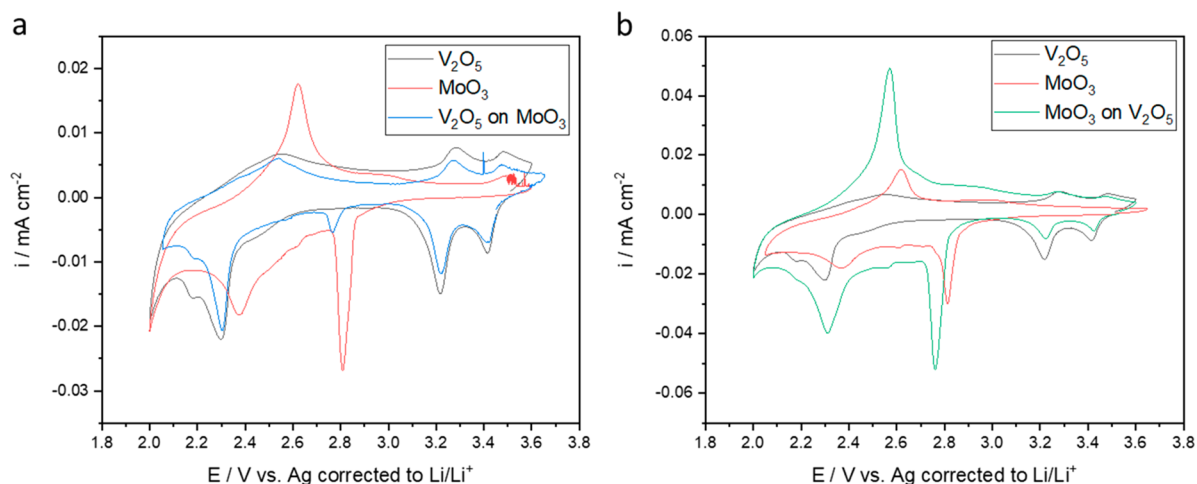 a
0.02
0.01
0.00
-0.01
-0.02
-0.03
i / mA cm⁻²
V₂O₅
MoO₃
V₂O₅ on MoO₃
1.8 2.0 2.2 2.4 2.6 2.8 3.0 3.2 3.4 3.6 3.8
E / V vs. Ag corrected to Li/Li⁺
b
0.06
0.04
0.02
0.00
-0.02
-0.04
-0.06
i / mA cm⁻²
V₂O₅
MoO₃
MoO₃ on V₂O₅
1.8 2.0 2.2 2.4 2.6 2.8 3.0 3.2 3.4 3.6 3.8
E / V vs. Ag corrected to Li/Li⁺